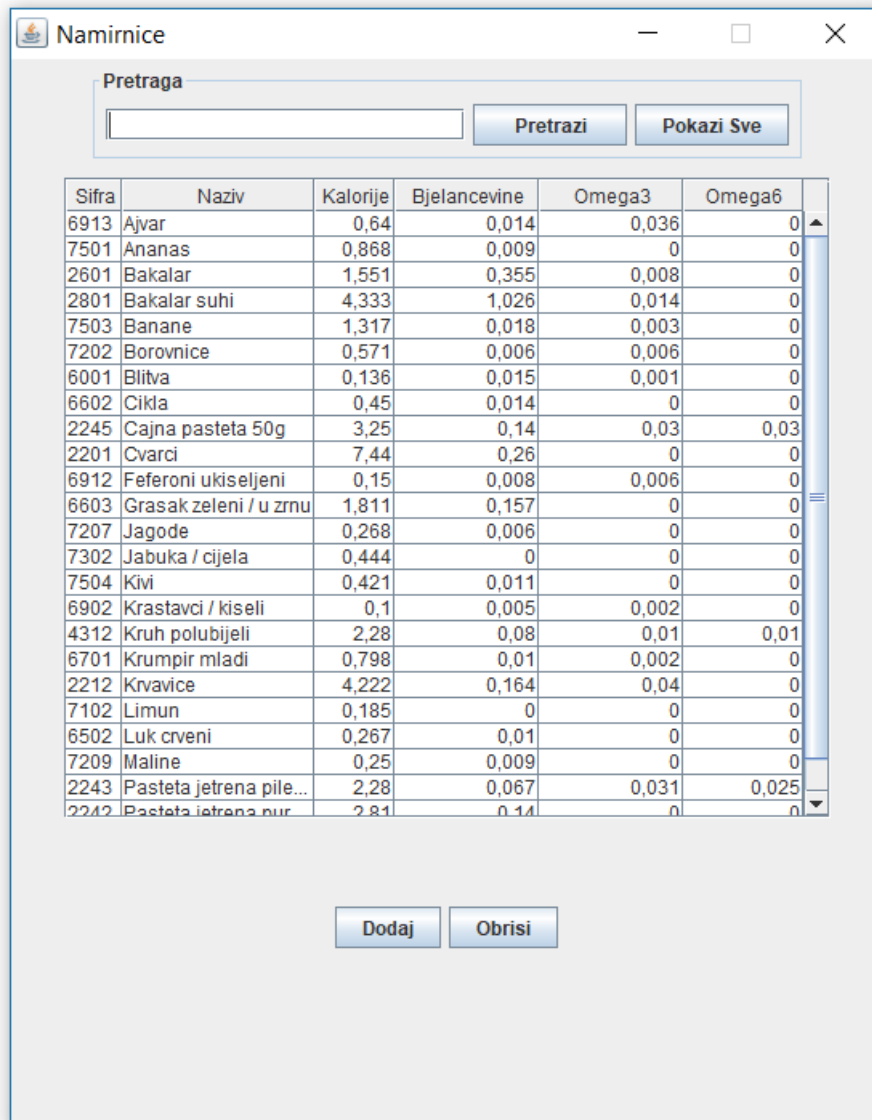 Namirnice
Pretraga
Pretrazi Pokazi Sve
Sifra Naziv Kalorije Bjelancevine Omega3 Omega6
6913 Ajvar 0,64 0,014 0,036 0
7501 Ananas 0,868 0,009 0 0
2601 Bakalar 1,551 0,355 0,008 0
2801 Bakalar suhi 4,333 1,026 0,014 0
7503 Banane 1,317 0,018 0,003 0
7202 Borovnice 0,571 0,006 0,006 0
6001 Blitva 0,136 0,015 0,001 0
6602 Cikla 0,45 0,014 0 0
2245 Cajna pasteta 50g 3,25 0,14 0,03 0,03
2201 Cvarci 7,44 0,26 0 0
6912 Feferoni ukiseljeni 0,15 0,008 0,006 0
6603 Grasak zeleni / u zrnu 1,811 0,157 0 0
7207 Jagode 0,268 0,006 0 0
7302 Jabuka / cijela 0,444 0 0 0
7504 Kivi 0,421 0,011 0 0
6902 Krastavci / kiseli 0,1 0,005 0,002 0
4312 Kruh polubijeli 2,28 0,08 0,01 0,01
6701 Krumpir mladi 0,798 0,01 0,002 0
2212 Krvavice 4,222 0,164 0,04 0
7102 Limun 0,185 0 0 0
6502 Luk crveni 0,267 0,01 0 0
7209 Maline 0,25 0,009 0 0
2243 Pasteta jetrena pile... 2,28 0,067 0,031 0,025
2242 Pasteta jetrena pur 2,81 0,14 0 0
Dodaj Obrisi